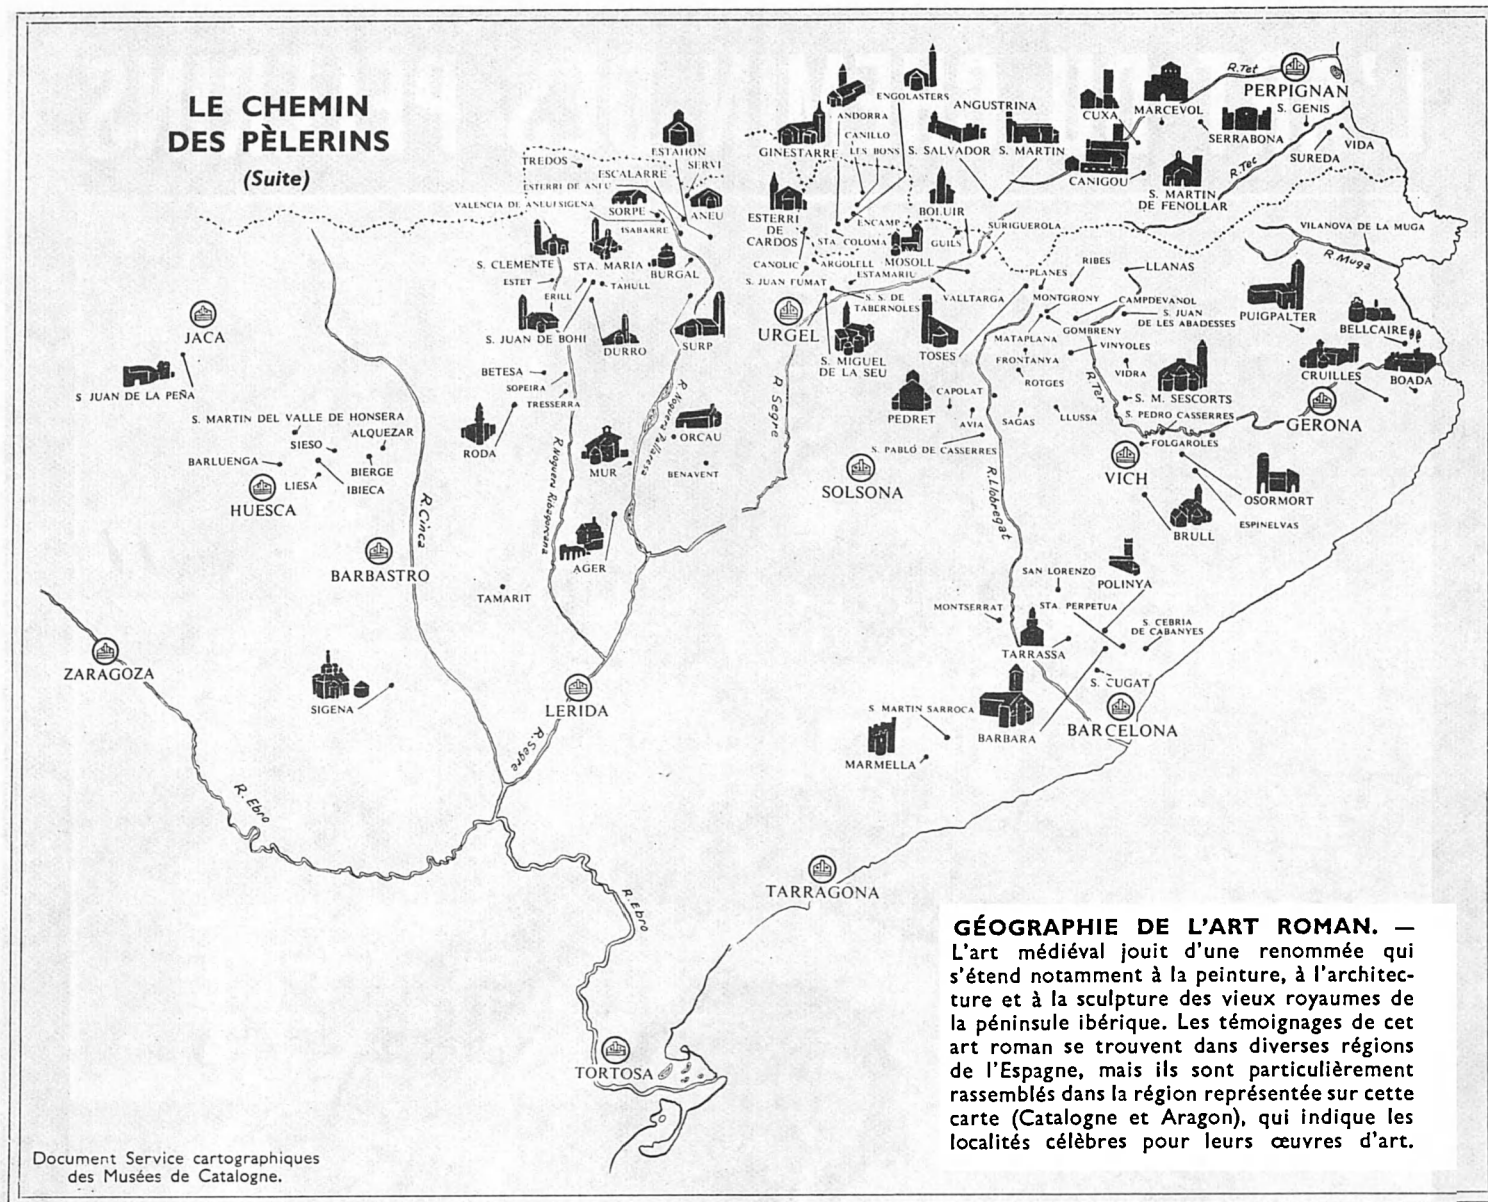 LE CHEMIN
DES PÈLERINS
(Suite)
PERPIGNAN
R. Tet
S. GENIS
VIDA
SUREDA
SERRABONA
MARCEVOL
CUXA
CANIGOU
S. MARTIN
DE FENOLLAR
R. Tec
ENGOLASTERS
ANDORRA
ANGUSTRINA
CANILLO
LES BONS
GINESTARRE
S. SALVADOR
S. MARTIN
ESTAHON
SERVI
TREDOS
ESCALARRE
ESTERRI DE ANEU
VALENCIA DE ANEU
ISIGENA
SORPE
ANEU
ISABARRE
ESTERRI
DE
CARDOS
ENCAMP
BOLUIR
SURIGUEROLA
STA. COLOMA
GUILS
MOSOLL
CANOLIC
ARGOLELL
ESTAMARIU
S. JUAN FUMAT
S. S. DE
TABERNOLES
VALLTARGA
PLANES
RIBES
LLANAS
VILANOVA DE LA MUGA
R. Muga
MONTGRONY
CAMPDEVANOL
S. JUAN
DE LES ABADESSES
GOMBRENY
MATAPLANA
VINYOLES
FRONTANYA
ROTGES
VIDRA
PUIGPALTER
BELLCAIRE
CRUILLES
BOADA
S. CLEMENTE
STA. MARIA
BURGAL
ESTET
TAHULL
ERILL
S. JUAN DE BOHI
DURRO
SURP
BETESA
SOPEIRA
TRESSERRA
URGEL
S. MIGUEL
DE LA SEU
TOSES
R. Segre
R. Noguera Pallaresa
JACA
S JUAN DE LA PEÑA
S. MARTIN DEL VALLE DE HONSERA
SIESO
ALQUEZAR
BARLUENGA
BIERGE
LIESA
IBIECA
HUESCA
R. Cinca
BARBASTRO
RODA
MUR
ORCAU
BENAVENT
R. Noguera Ribagorcana
AGER
TAMARIT
PEDRET
CAPOLAT
AVIA
SAGAS
LLUSSA
S. PABLO DE CASSERRES
SOLSONA
R. Llobregat
R. Ter
S. M. SESCORTS
S. PEDRO CASSERRES
FOLGAROLES
GERONA
VICH
OSORMORT
ESPINELVAS
BRULL
SAN LORENZO
POLINYA
MONTSERRAT
STA. PERPETUA
S. CEBRIA
DE CABANYES
TARRASSA
S. CUGAT
S. MARTIN SARROCA
BARBARA
BARCELONA
MARMELLA
ZARAGOZA
SIGENA
LERIDA
R. Segre
R. Ebro
R. Ebro
TARRAGONA
TORTOSA
GÉOGRAPHIE DE L'ART ROMAN. —
L'art médiéval jouit d'une renommée qui
s'étend notamment à la peinture, à l'architec-
ture et à la sculpture des vieux royaumes de
la péninsule ibérique. Les témoignages de cet
art roman se trouvent dans diverses régions
de l'Espagne, mais ils sont particulièrement
rassemblés dans la région représentée sur cette
carte (Catalogne et Aragon), qui indique les
localités célèbres pour leurs œuvres d'art.
Document Service cartographiques
des Musées de Catalogne.